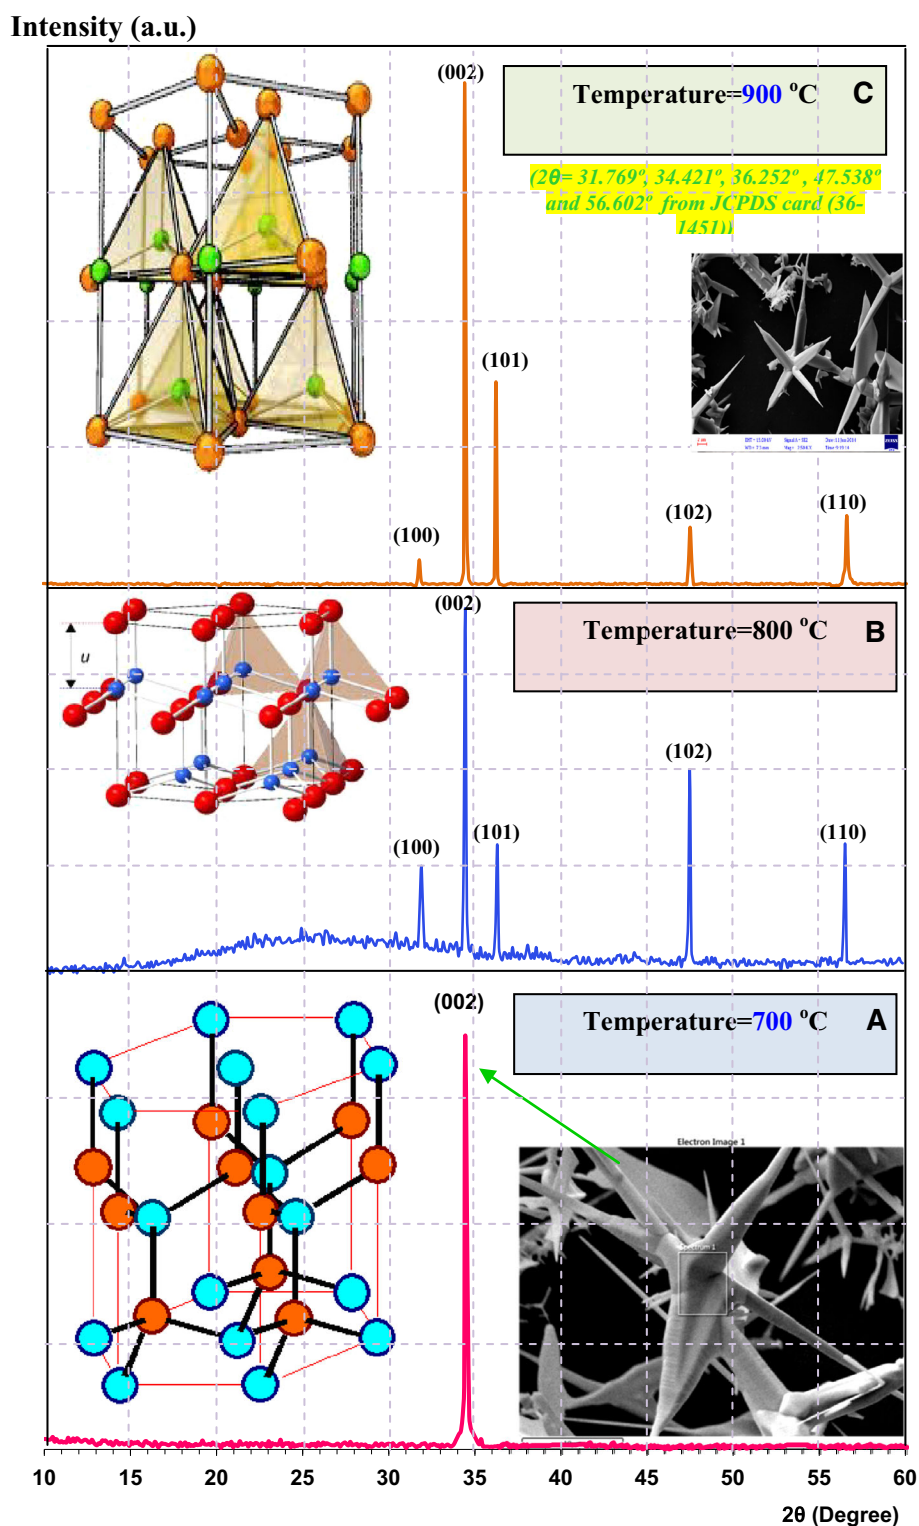 Intensity (a.u.)
(002)
Temperature=900 °C C
(2θ= 31.769º, 34.421º, 36.252º , 47.538º
and 56.602º from JCPDS card (36-
1451))
(101)
(100)
(102)
(110)
(002)
Temperature=800 °C B
u
(102)
(100)
(101)
(110)
(002)
Temperature=700 °C A
Electron Image 1
Spectrum 1
10 15 20 25 30 35 40 45 50 55 60
2θ (Degree)